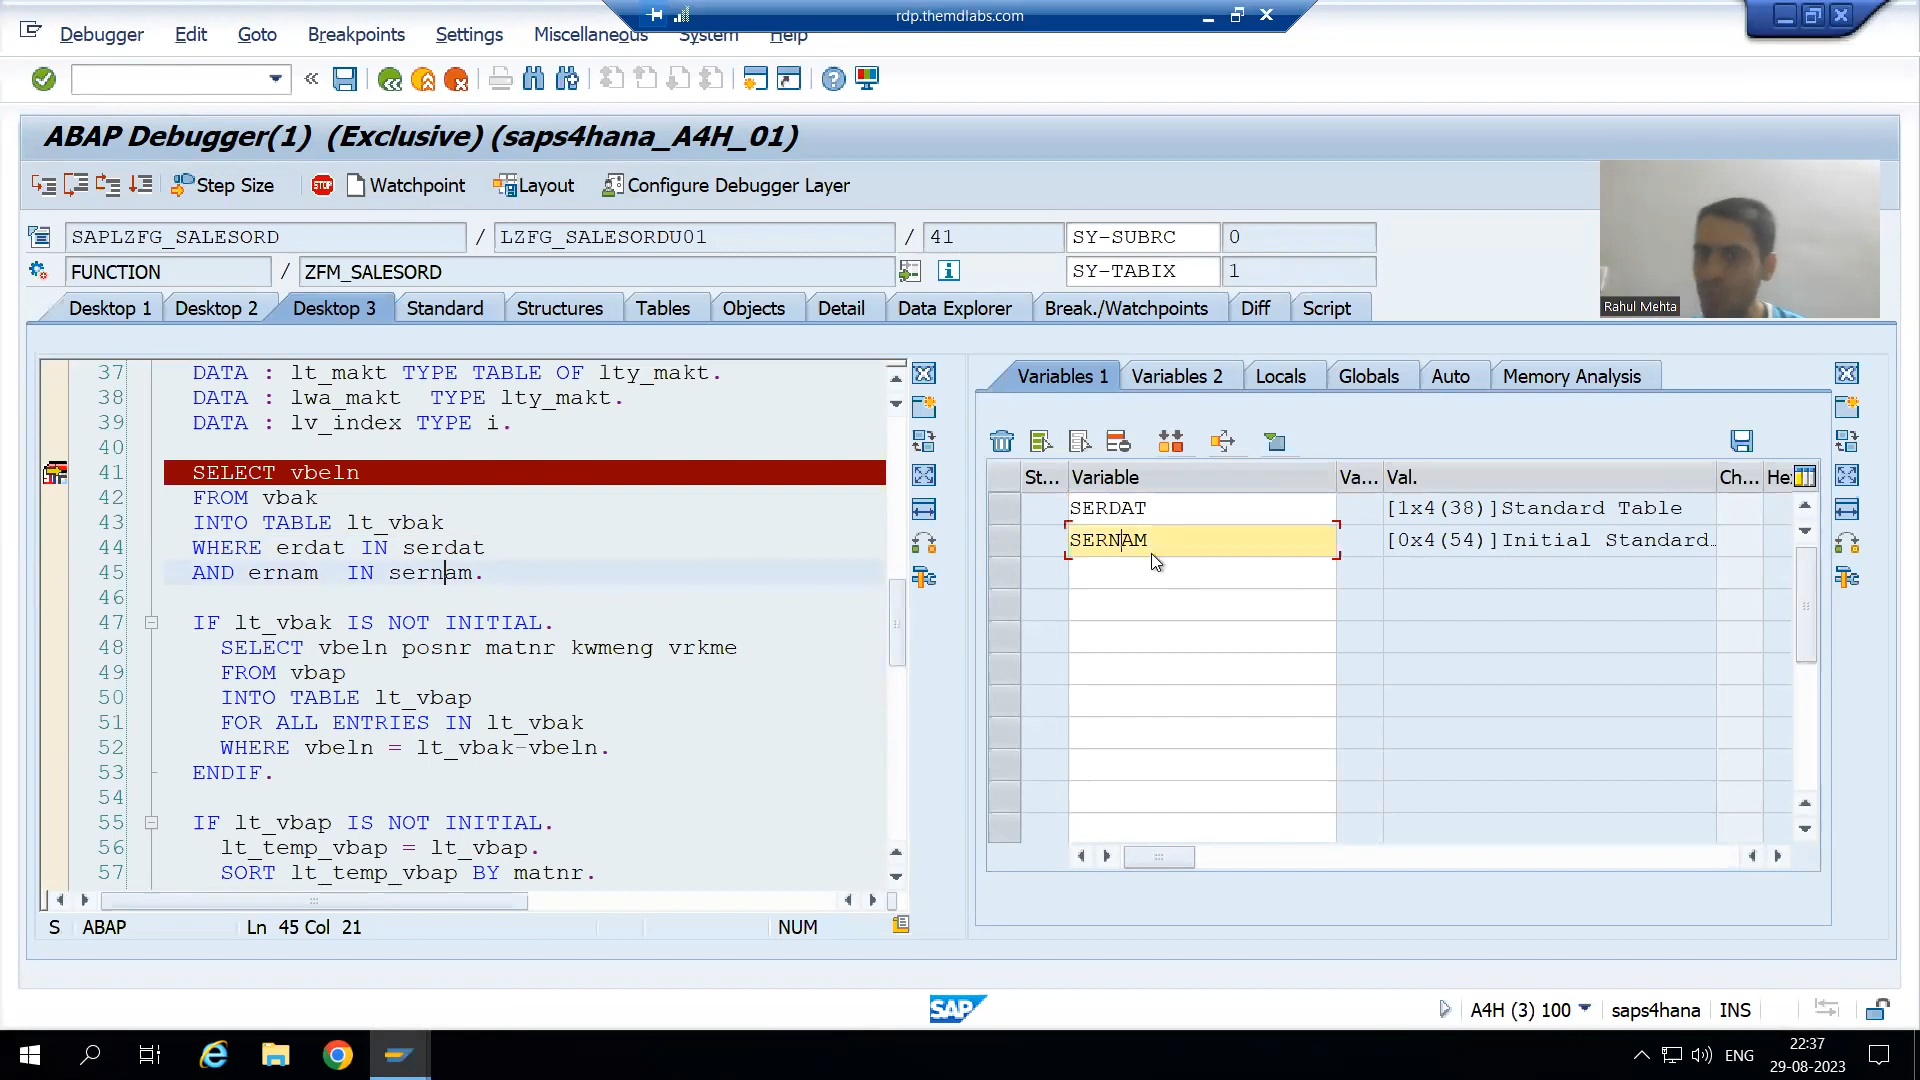 rdp.themdlabs.com
Debugger Edit Goto Breakpoints Settings Miscellaneous System Help
ABAP Debugger(1) (Exclusive) (saps4hana_A4H_01)
Step Size STOP Watchpoint Layout Configure Debugger Layer
SAPLZFG_SALESORD / LZFG_SALESORDU01 / 41 SY-SUBRC 0
FUNCTION / ZFM_SALESORD SY-TABIX 1
Rahul Mehta
Desktop 1 Desktop 2 Desktop 3 Standard Structures Tables Objects Detail Data Explorer Break./Watchpoints Diff Script
37 DATA : lt_makt TYPE TABLE OF lty_makt.
38 DATA : lwa_makt TYPE lty_makt.
39 DATA : lv_index TYPE i.
40
41 SELECT vbeln
42 FROM vbak
43 INTO TABLE lt_vbak
44 WHERE erdat IN serdat
45 AND ernam IN sernam.
46
47 IF lt_vbak IS NOT INITIAL.
48 SELECT vbeln posnr matnr kwmeng vrkme
49 FROM vbap
50 INTO TABLE lt_vbap
51 FOR ALL ENTRIES IN lt_vbak
52 WHERE vbeln = lt_vbak-vbeln.
53 ENDIF.
54
55 IF lt_vbap IS NOT INITIAL.
56 lt_temp_vbap = lt_vbap.
57 SORT lt_temp_vbap BY matnr.
S ABAP Ln 45 Col 21 NUM
Variables 1 Variables 2 Locals Globals Auto Memory Analysis
St... Variable Va... Val. Ch... He
SERDAT [1x4(38)]Standard Table
SERNAM [0x4(54)]Initial Standard…
SAP
A4H (3) 100 saps4hana INS
ENG
22:37
29-08-2023